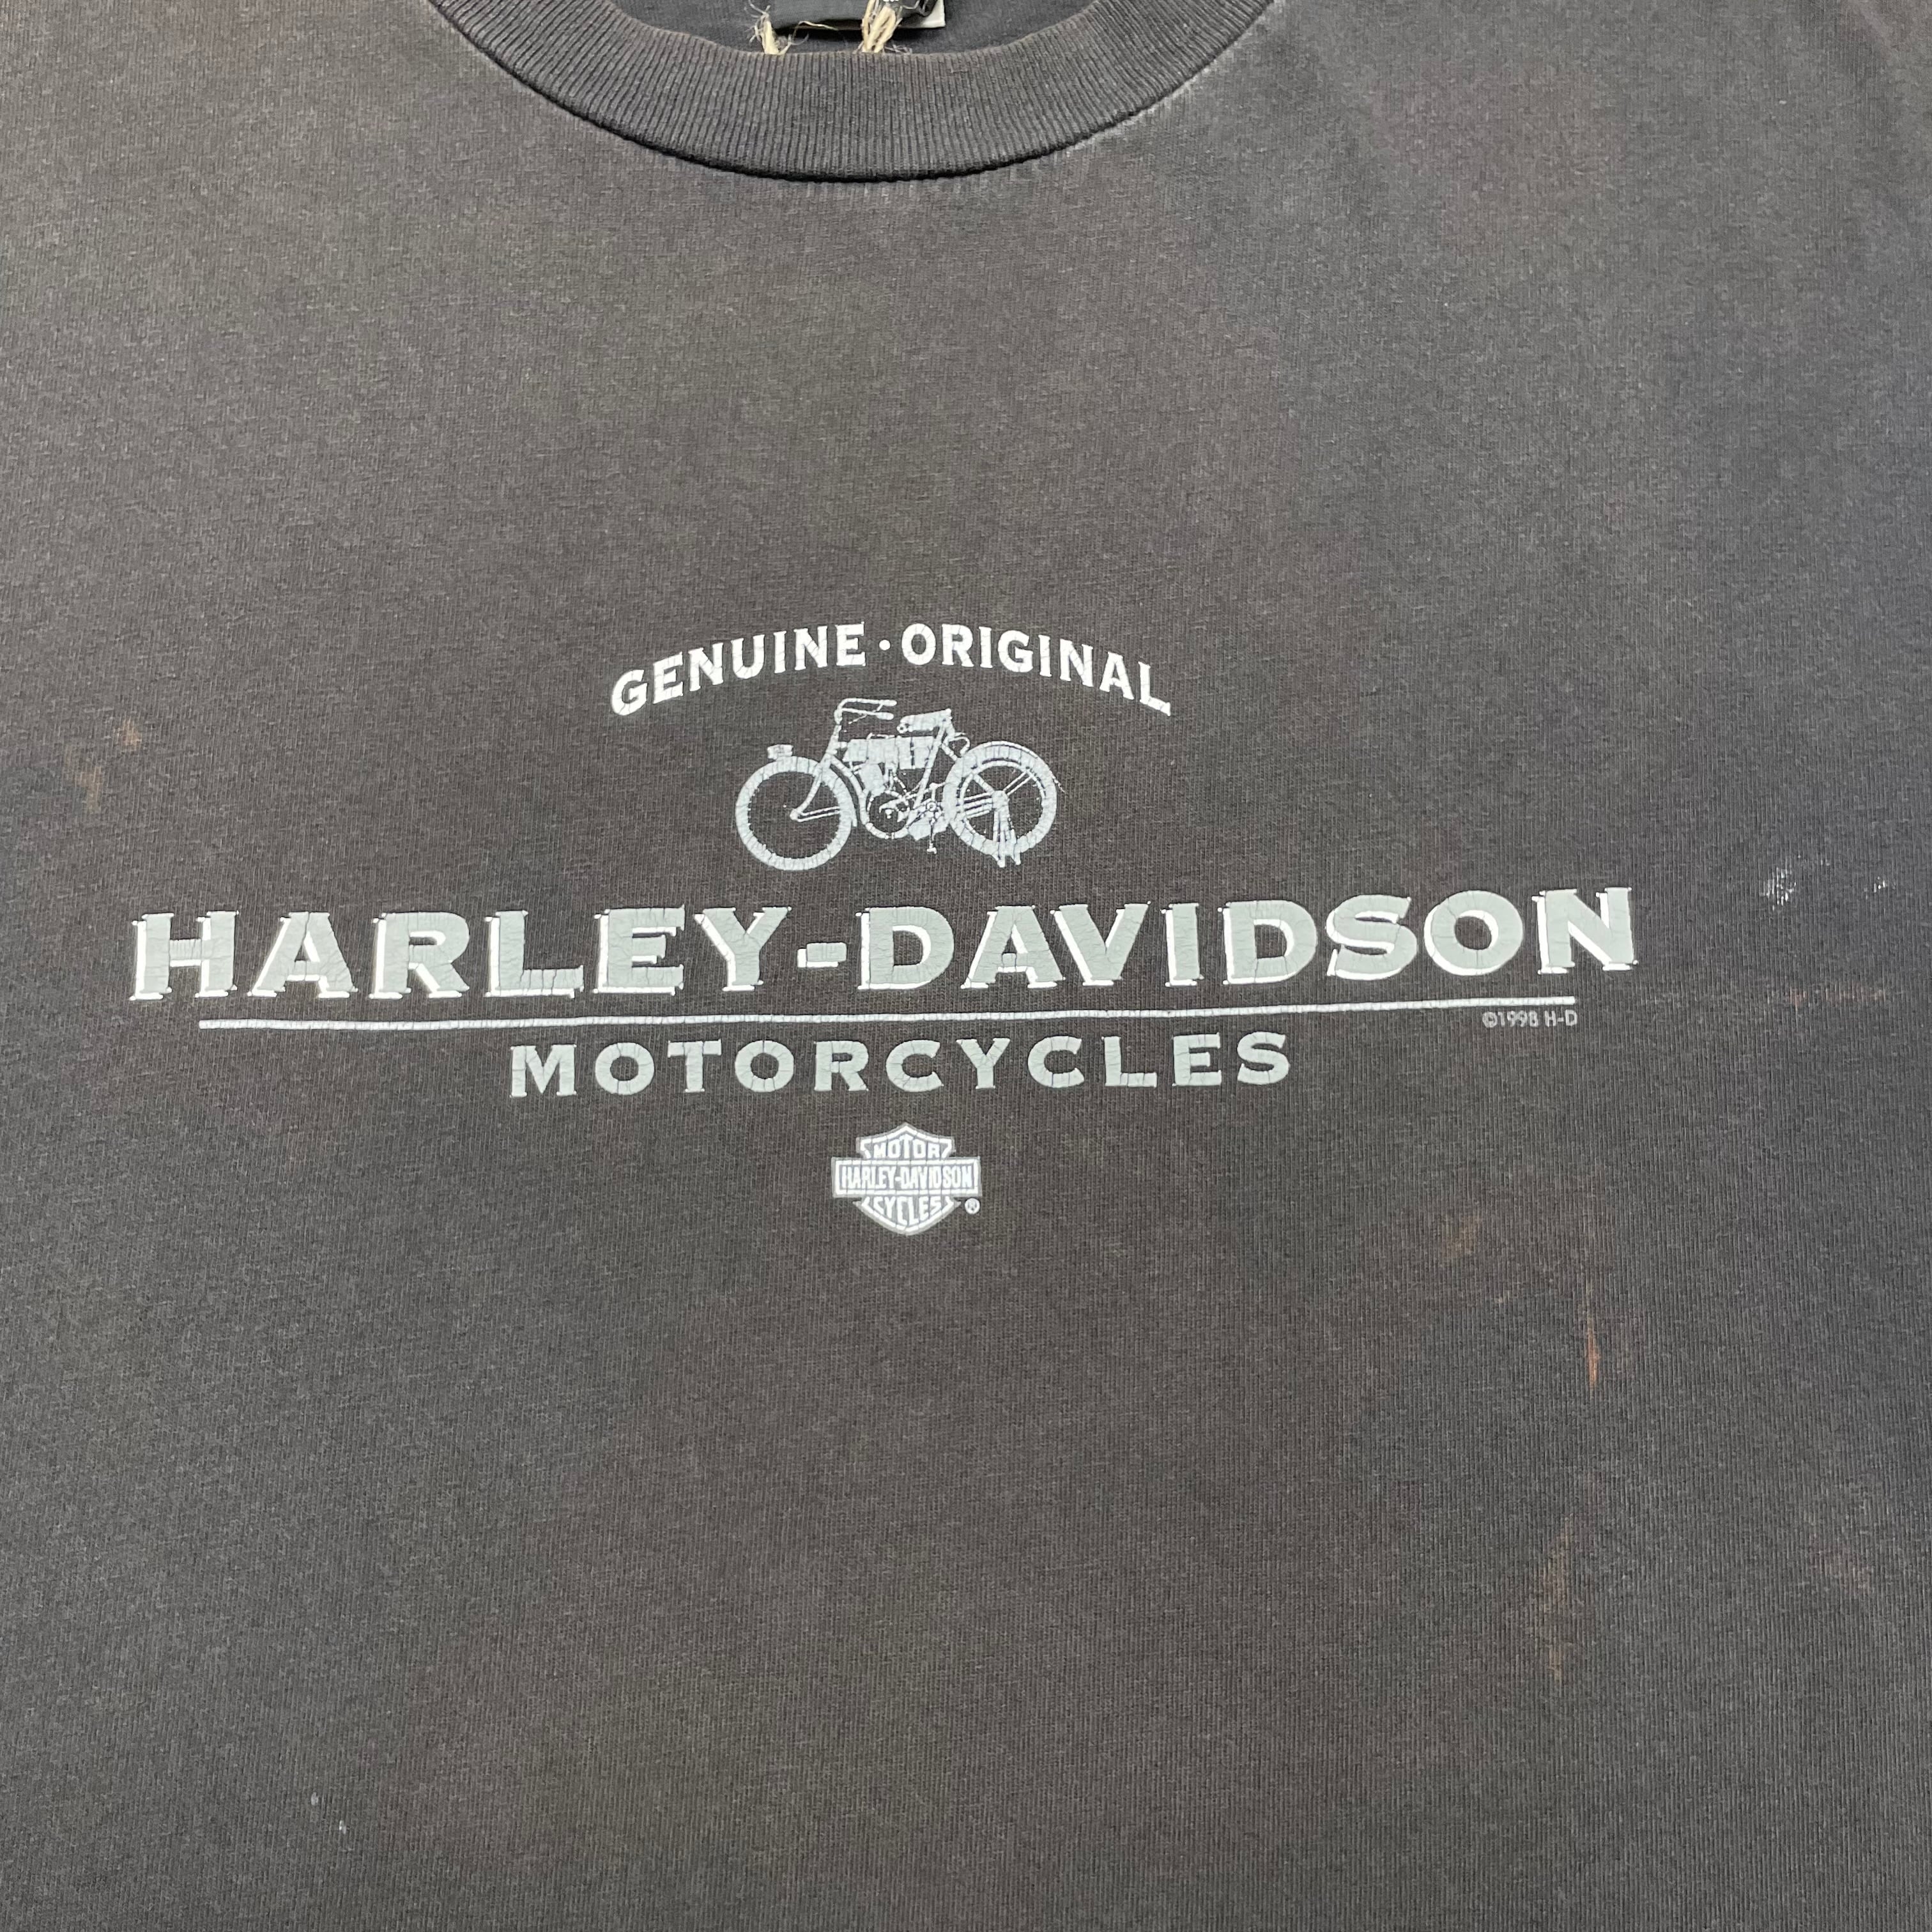 GENUINE · ORIGINAL
HARLEY-DAVIDSON
©1998 H-D
MOTORCYCLES
MOTOR
HARLEY-DAVIDSON
CYCLES ®